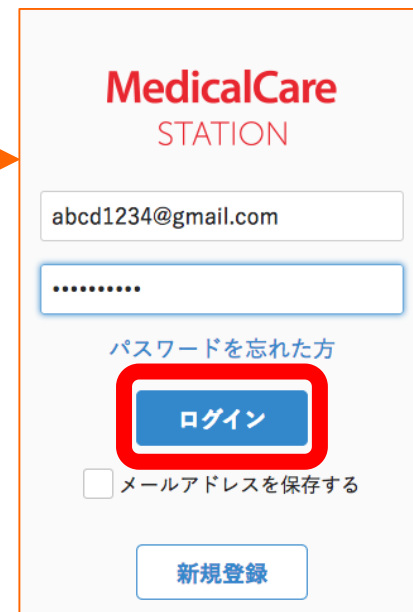 MedicalCare
STATION
abcd1234@gmail.com
••••••••••
パスワードを忘れた方
ログイン
メールアドレスを保存する
新規登録